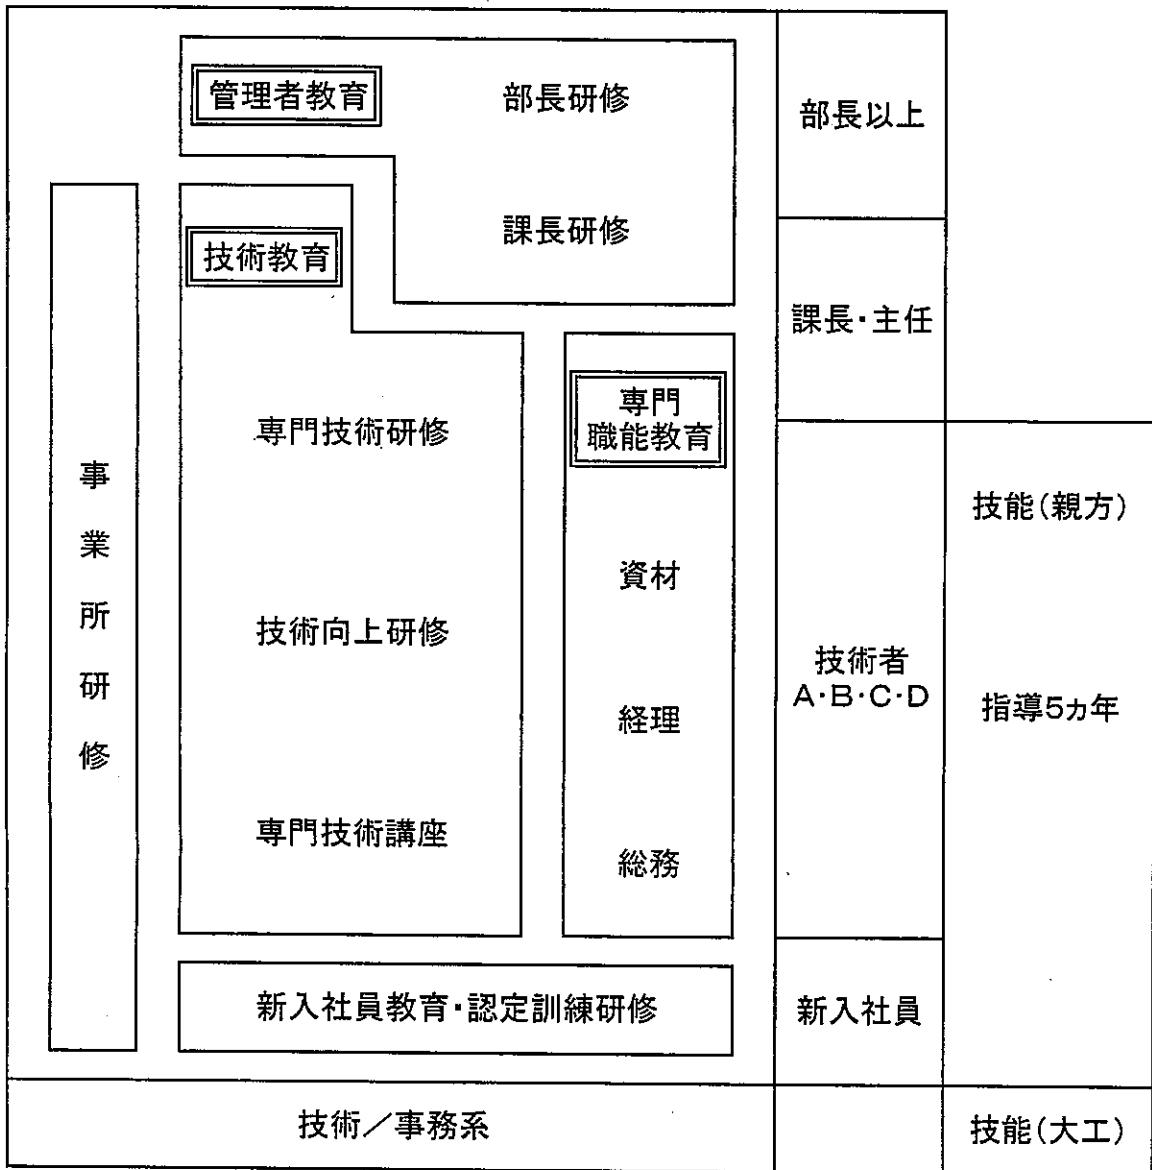 管理者教育
部長研修
部長以上
課長研修
技術教育
課長・主任
専門
職能教育
専門技術研修
事業所研修
技能(親方)
資材
技術向上研修
技術者
A・B・C・D
指導5ヵ年
経理
専門技術講座
総務
新入社員教育・認定訓練研修
新入社員
技術／事務系
技能(大工)